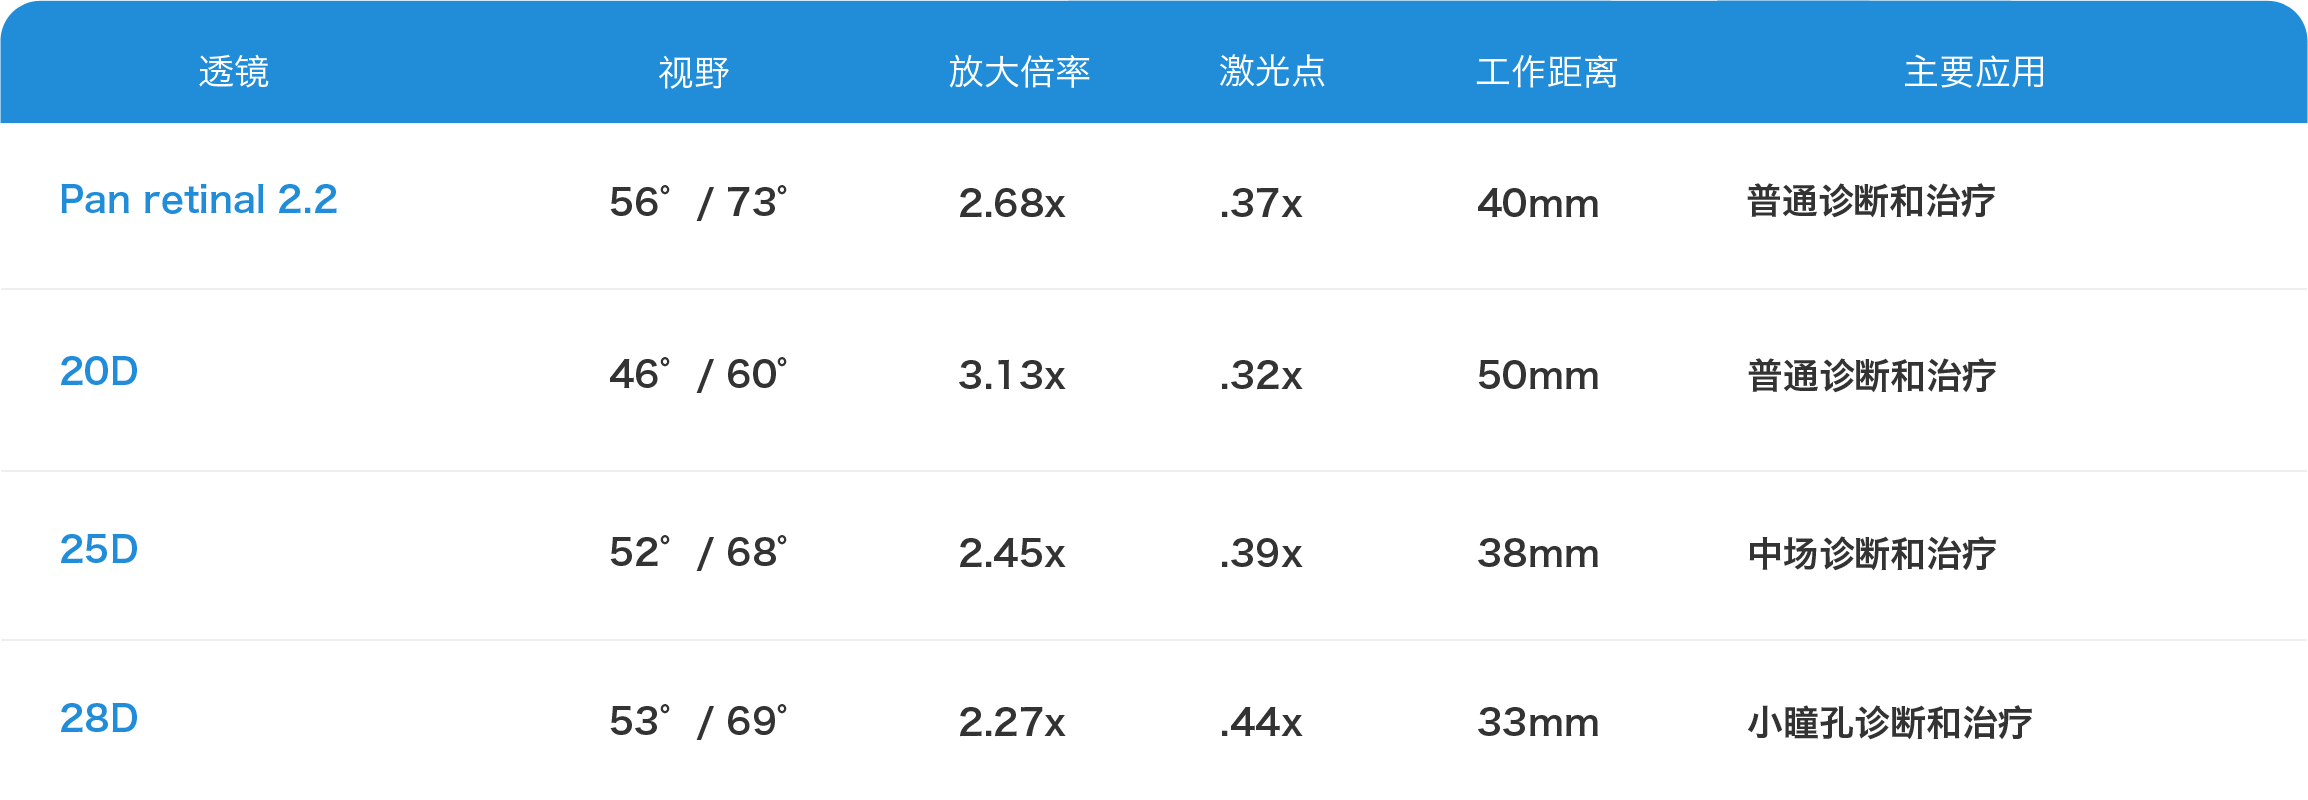 透镜 视野 放大倍率 激光点 工作距离 主要应用
Pan retinal 2.2 56° / 73° 2.68x .37x 40mm 普通诊断和治疗
20D 46° / 60° 3.13x .32x 50mm 普通诊断和治疗
25D 52° / 68° 2.45x .39x 38mm 中场诊断和治疗
28D 53° / 69° 2.27x .44x 33mm 小瞳孔诊断和治疗